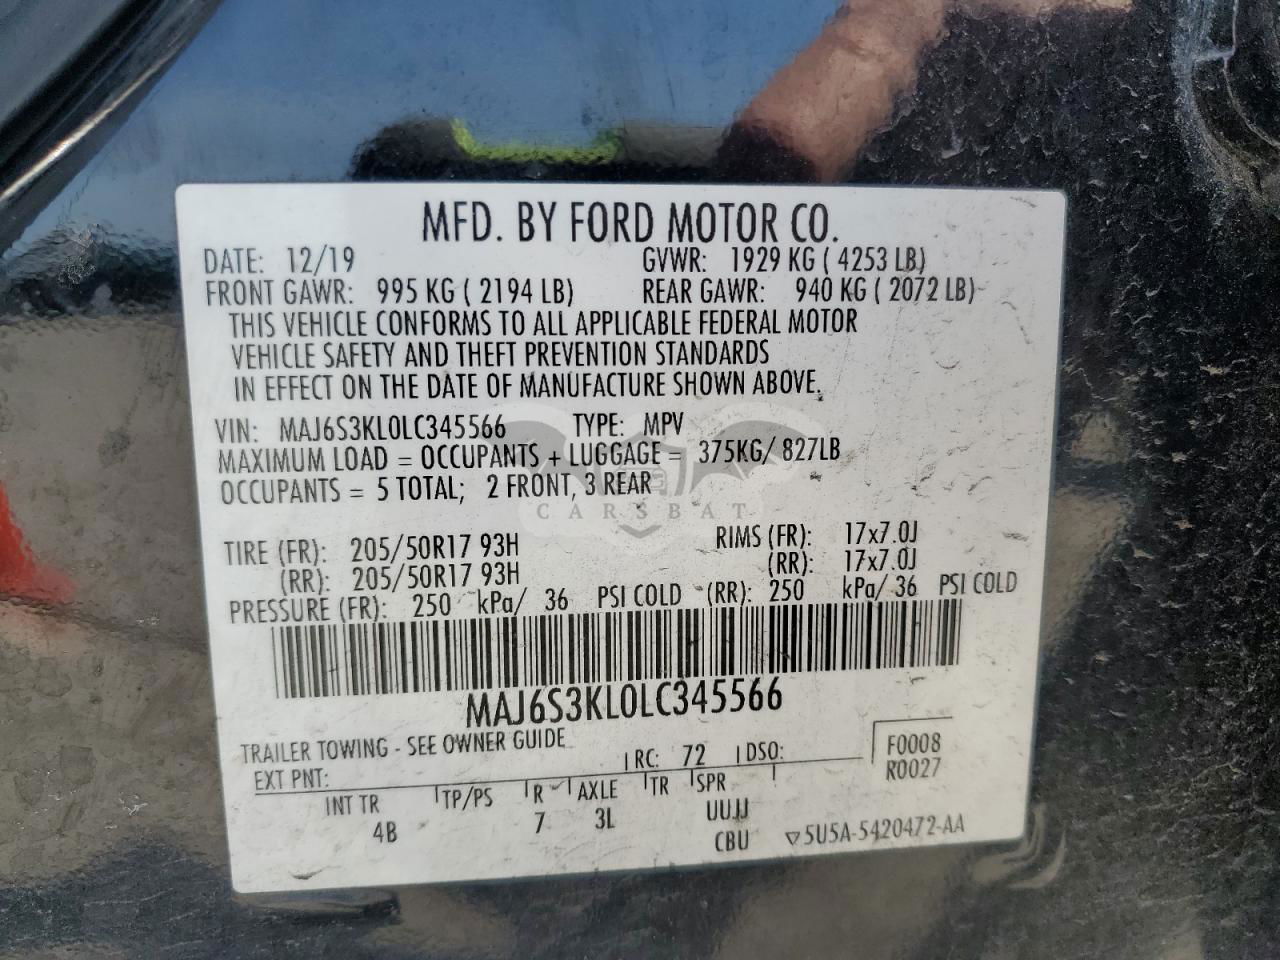 MFD. BY FORD MOTOR CO.
DATE: 12/19 GVWR: 1929 KG ( 4253 LB)
FRONT GAWR: 995 KG ( 2194 LB) REAR GAWR: 940 KG ( 2072 LB)
THIS VEHICLE CONFORMS TO ALL APPLICABLE FEDERAL MOTOR
VEHICLE SAFETY AND THEFT PREVENTION STANDARDS
IN EFFECT ON THE DATE OF MANUFACTURE SHOWN ABOVE.
VIN: MAJ6S3KL0LC345566 TYPE: MPV
MAXIMUM LOAD = OCCUPANTS + LUGGAGE = 375KG/ 827LB
OCCUPANTS = 5 TOTAL; 2 FRONT, 3 REAR
CARSBAT
TIRE (FR): 205/50R17 93H RIMS (FR): 17x7.0J
(RR): 205/50R17 93H (RR): 17x7.0J
PRESSURE (FR): 250 kPa/ 36 PSI COLD (RR): 250 kPa/ 36 PSI COLD
MAJ6S3KL0LC345566
TRAILER TOWING - SEE OWNER GUIDE
EXT PNT: RC: 72 DSO: F0008
R0027
INT TR TP/PS R AXLE TR SPR
4B 7 3L UUJJ
CBU 5U5A-5420472-AA